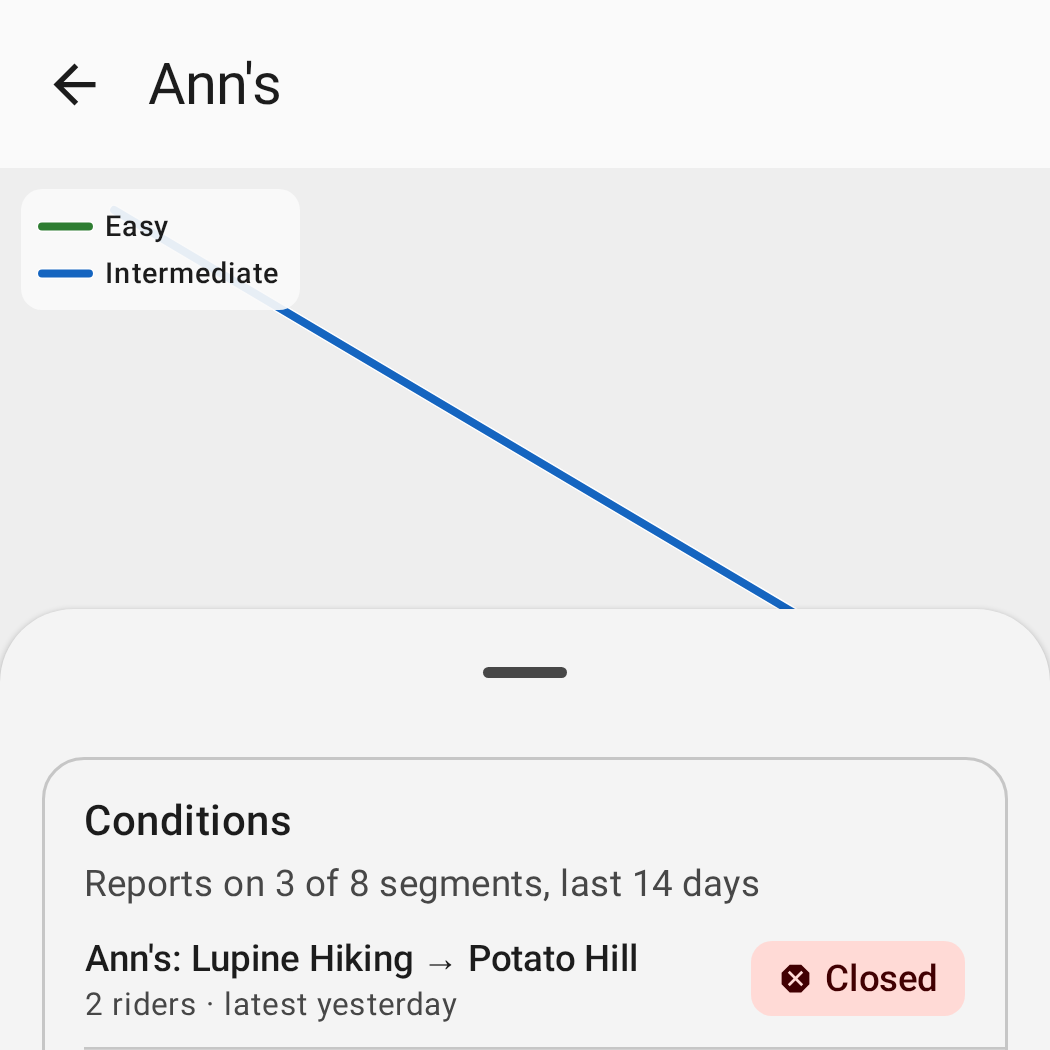 Ann's
Easy
Intermediate
Conditions
Reports on 3 of 8 segments, last 14 days
Ann's: Lupine Hiking → Potato Hill
Closed
2 riders · latest yesterday